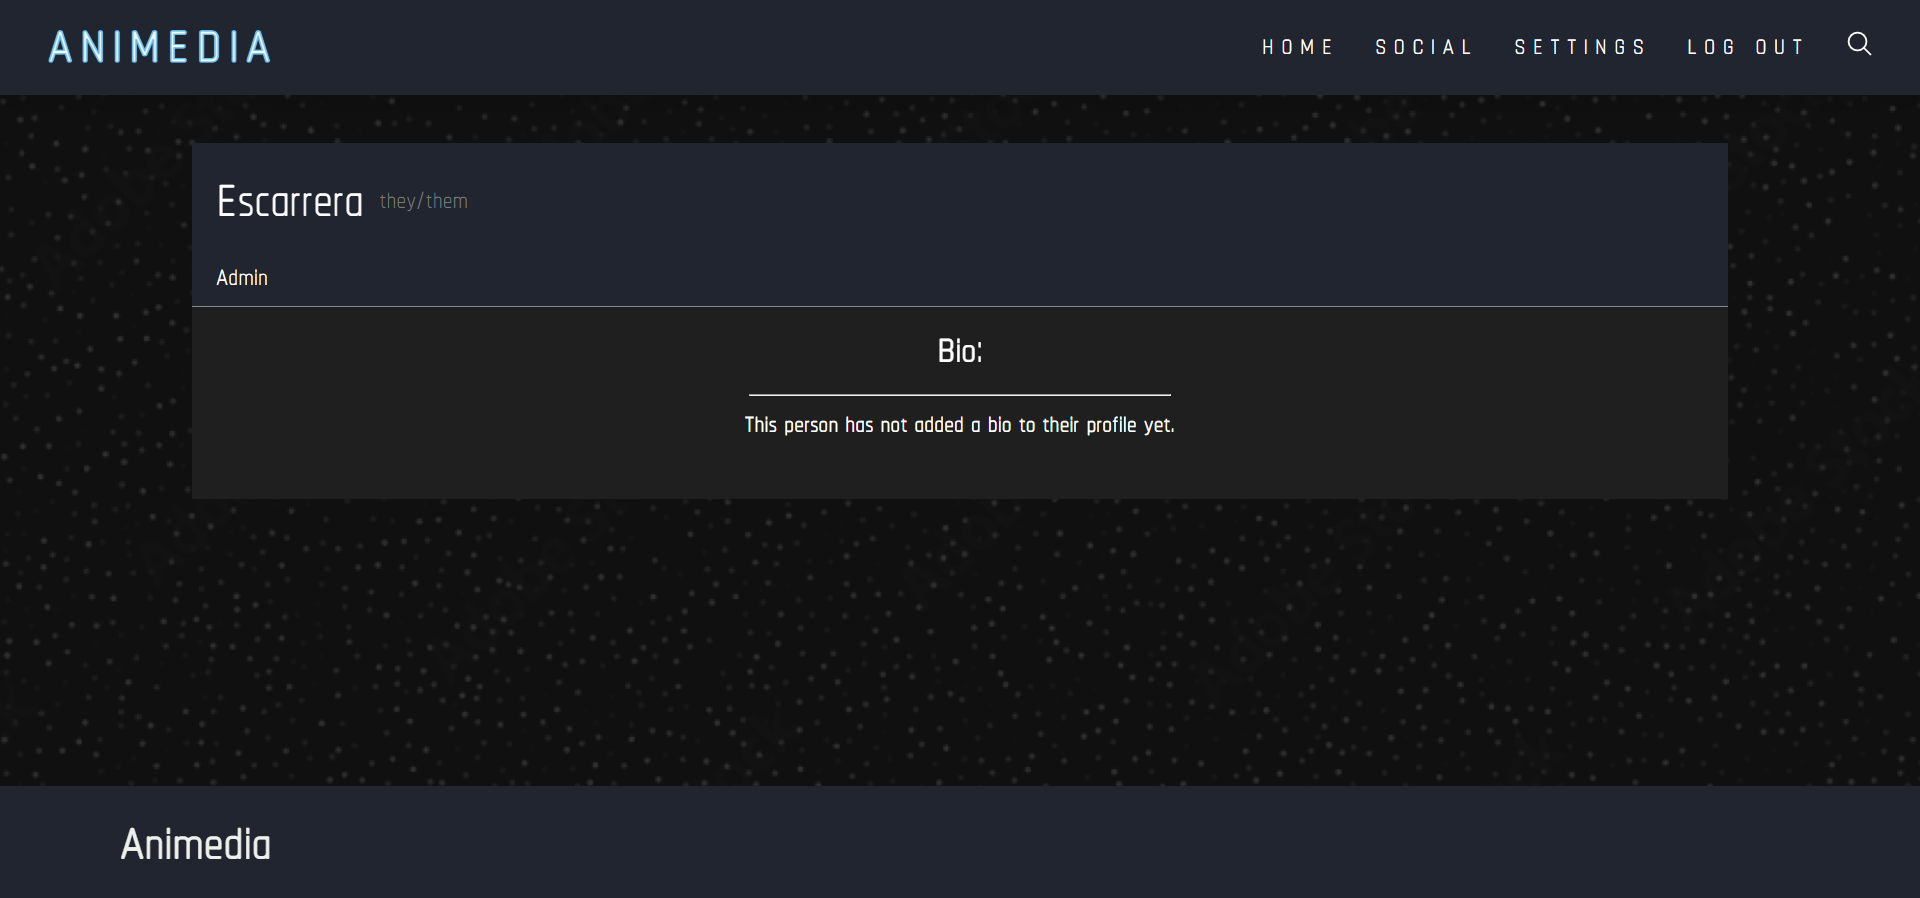 ANIMEDIA
HOME SOCIAL SETTINGS LOG OUT
Escarrera they/them
Admin
Bio:
This person has not added a bio to their profile yet.
Animedia